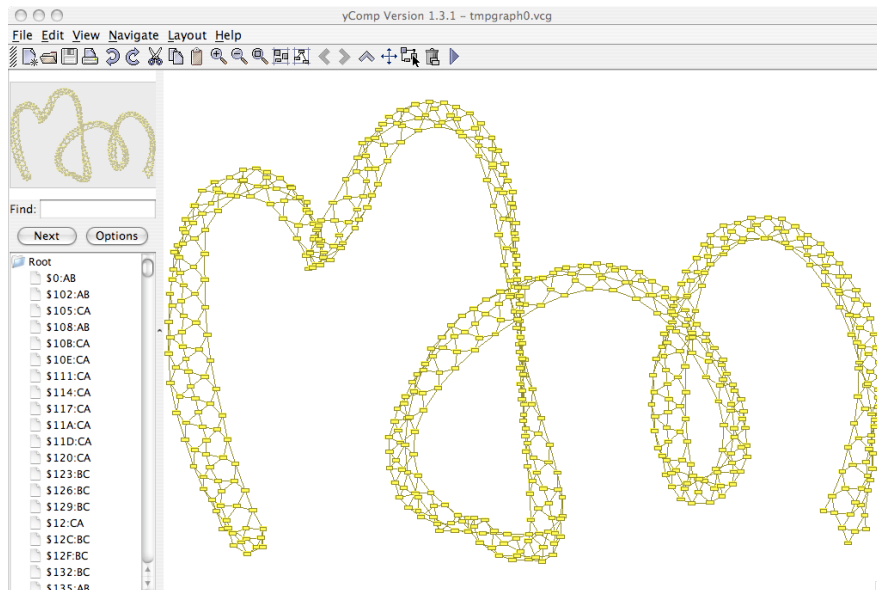 yComp Version 1.3.1 - tmpgraph0.vcg
File Edit View Navigate Layout Help
Find:
Next Options
Root
$0:AB
$102:AB
$105:CA
$108:AB
$10B:CA
$10E:CA
$111:CA
$114:CA
$117:CA
$11A:CA
$11D:CA
$120:CA
$123:BC
$126:BC
$129:BC
$12:CA
$12C:BC
$12F:BC
$132:BC
$135:AB